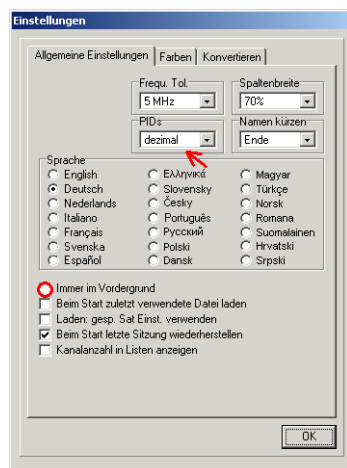 Einstellungen
Allgemeine Einstellungen Farben Konvertieren
Frequ. Tol. Spaltenbreite
5 MHz 70%
PIDs Namen kürzen
dezimal Ende
Sprache
English Ελληνικά Magyar
Deutsch Slovensky Türkçe
Nederlands Česky Norsk
Italiano Português Romana
Français Русский Suomalainen
Svenska Polski Hrvatski
Español Dansk Srpski
Immer im Vordergrund
Beim Start zuletzt verwendete Datei laden
Laden: gesp. Sat Einst. verwenden
Beim Start letzte Sitzung wiederherstellen
Kanalanzahl in Listen anzeigen
OK